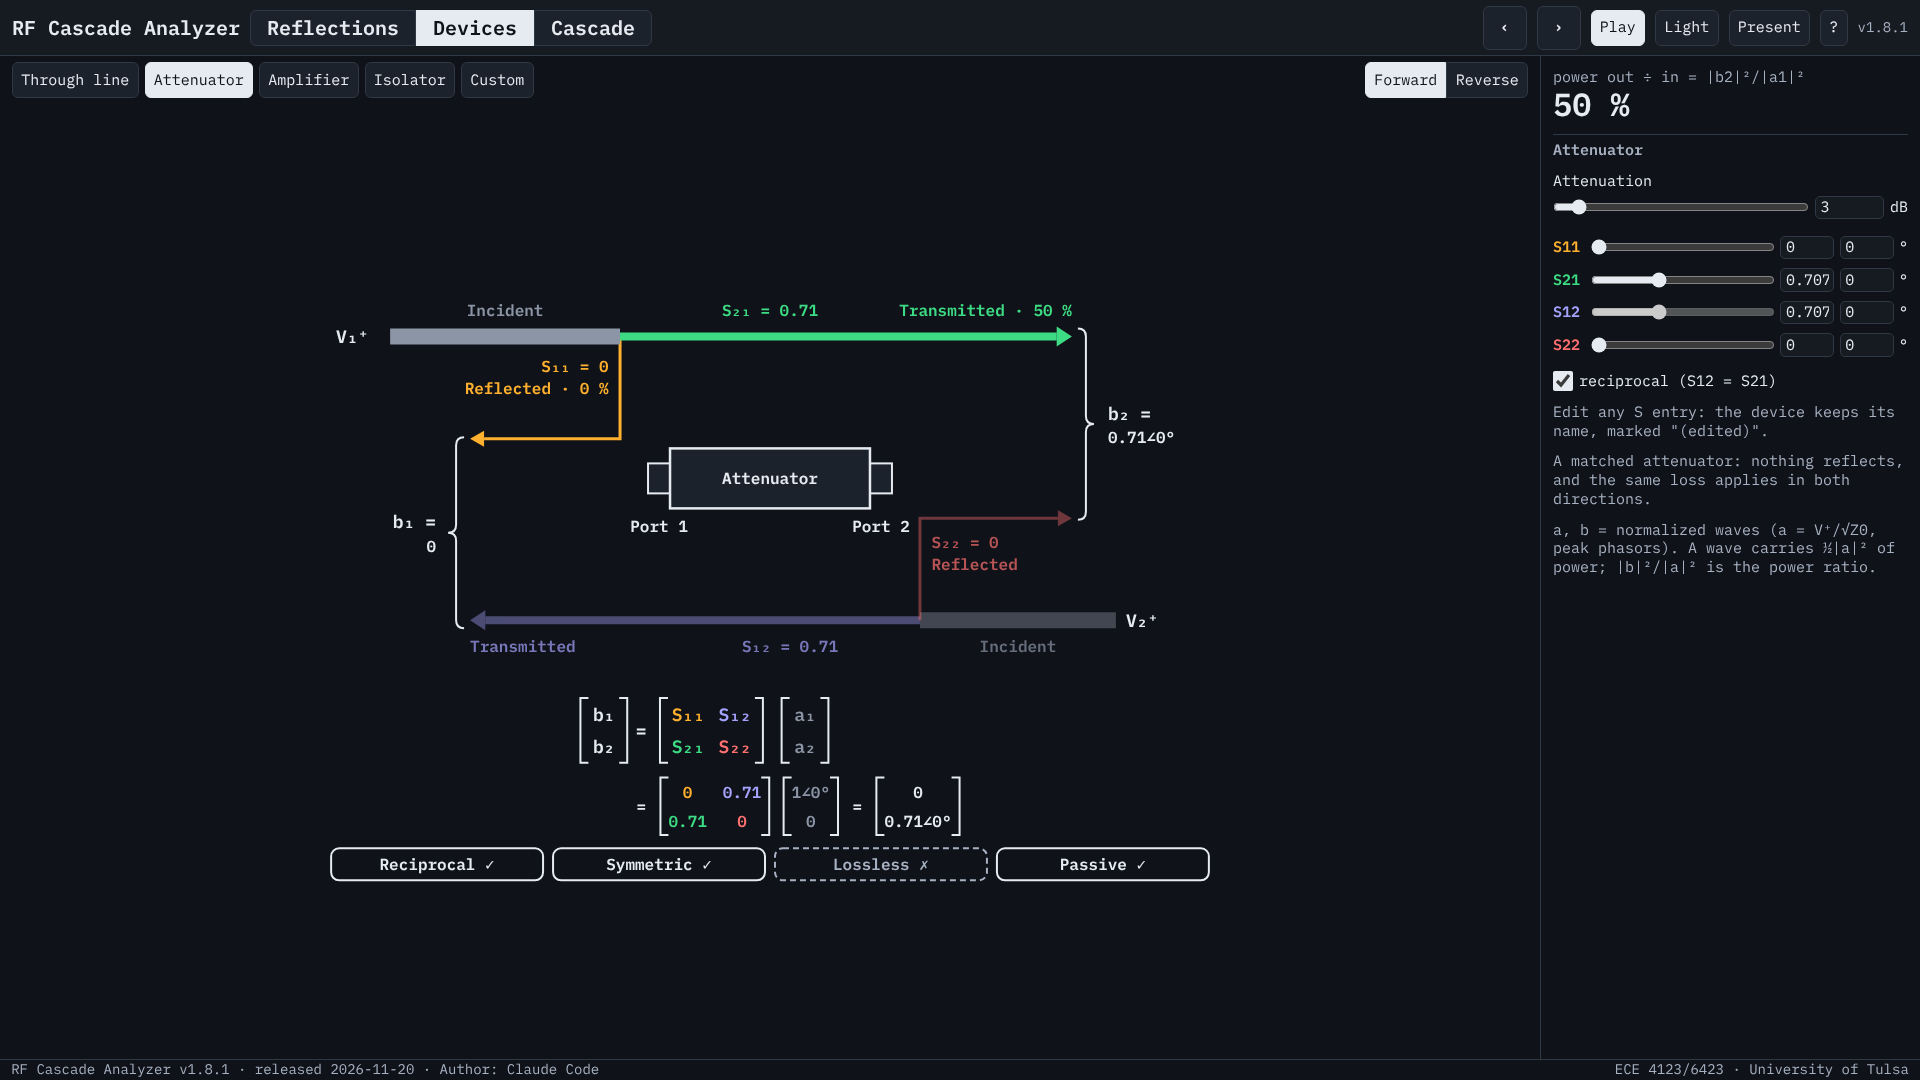 RF Cascade Analyzer Reflections Devices Cascade ‹ › Play Light Present ? v1.8.1
Through line Attenuator Amplifier Isolator Custom Forward Reverse
power out ÷ in = |b2|²/|a1|²
50 %
Attenuator
Attenuation
3 dB
S11 0 0 °
S21 0.707 0 °
S12 0.707 0 °
S22 0 0 °
reciprocal (S12 = S21)
Edit any S entry: the device keeps its
name, marked "(edited)".
A matched attenuator: nothing reflects,
and the same loss applies in both
directions.
a, b = normalized waves (a = V⁺/√Z0,
peak phasors). A wave carries ½|a|² of
power; |b|²/|a|² is the power ratio.
Incident S₂₁ = 0.71 Transmitted · 50 %
V₁⁺
S₁₁ = 0
Reflected · 0 %
b₂ =
0.71∠0°
Attenuator
Port 1 Port 2
b₁ =
0
S₂₂ = 0
Reflected
V₂⁺
Transmitted S₁₂ = 0.71 Incident
b₁ S₁₁ S₁₂ a₁
=
b₂ S₂₁ S₂₂ a₂
0 0.71 1∠0° 0
= =
0.71 0 0 0.71∠0°
Reciprocal ✓ Symmetric ✓ Lossless ✗ Passive ✓
RF Cascade Analyzer v1.8.1 · released 2026-11-20 · Author: Claude Code ECE 4123/6423 · University of Tulsa